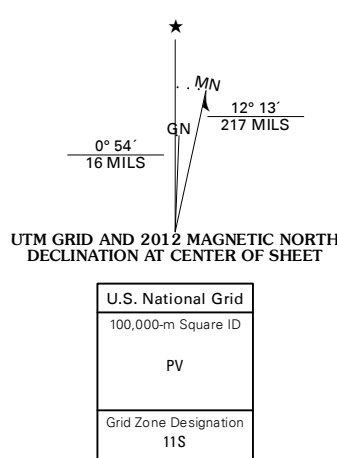 ★
MN
GN
12° 13´
217 MILS
0° 54´
16 MILS
UTM GRID AND 2012 MAGNETIC NORTH
DECLINATION AT CENTER OF SHEET
U.S. National Grid
100,000-m Square ID
PV
Grid Zone Designation
11S